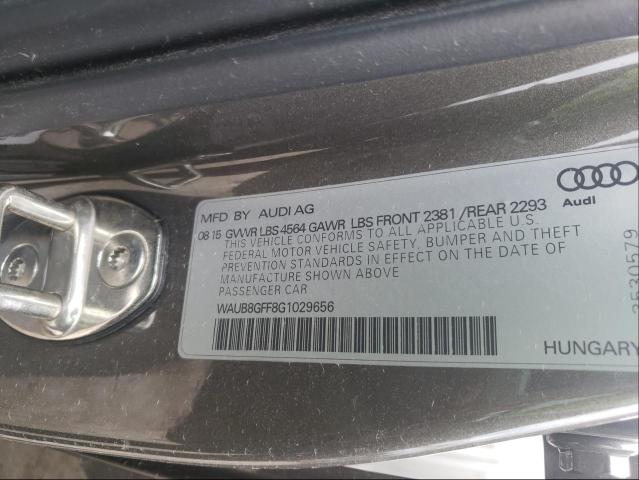 MFD BY AUDI AG
08 15 GVWR LBS 4564 GAWR LBS FRONT 2381 /REAR 2293
THIS VEHICLE CONFORMS TO ALL APPLICABLE U.S.
FEDERAL MOTOR VEHICLE SAFETY, BUMPER AND THEFT
PREVENTION STANDARDS IN EFFECT ON THE DATE OF
MANUFACTURE SHOWN ABOVE
PASSENGER CAR
WAUB8GFF8G1029656
Audi
HUNGARY
3530579